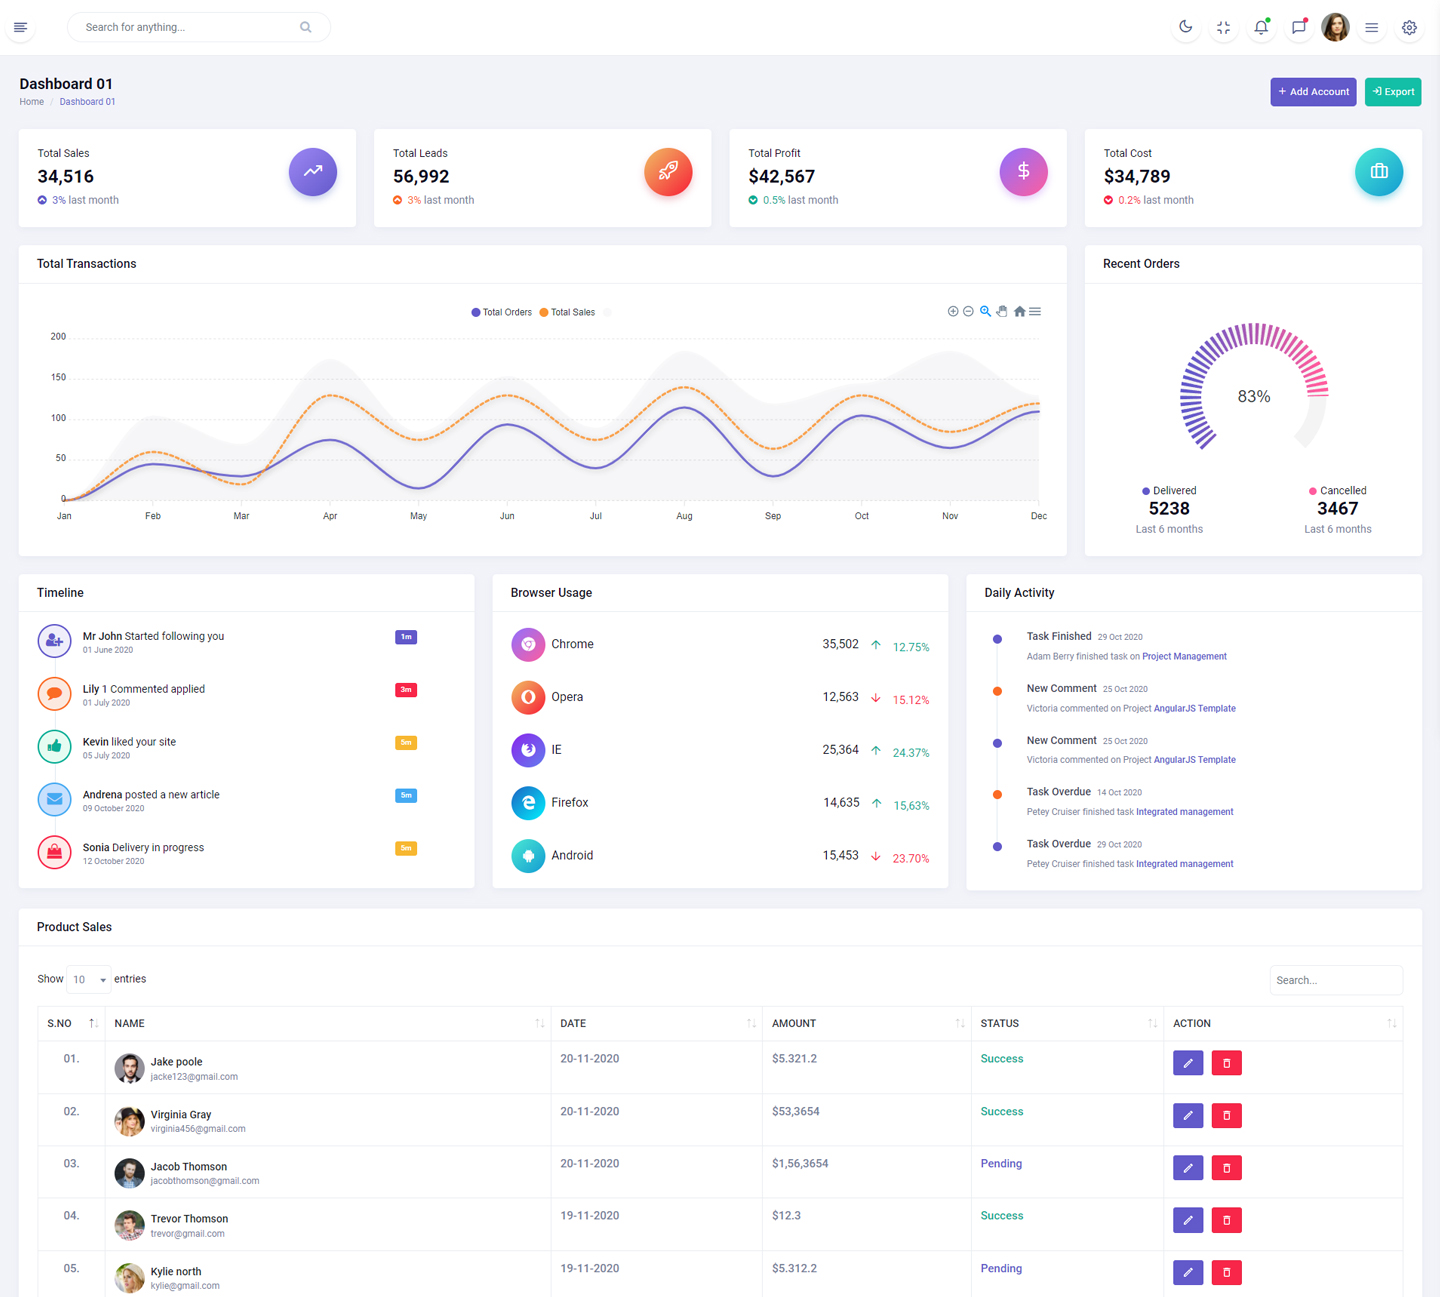 Search for anything...
Dashboard 01
Home / Dashboard 01
+ Add Account
Export
Total Sales
34,516
3% last month
Total Leads
56,992
3% last month
Total Profit
$42,567
0.5% last month
Total Cost
$34,789
0.2% last month
Total Transactions
Total Orders Total Sales
200
150
100
50
0
Jan Feb Mar Apr May Jun Jul Aug Sep Oct Nov Dec
Recent Orders
83%
Delivered
5238
Last 6 months
Cancelled
3467
Last 6 months
Timeline
Mr John Started following you 1m
01 June 2020
Lily 1 Commented applied 3m
01 July 2020
Kevin liked your site 5m
05 July 2020
Andrena posted a new article 5m
09 October 2020
Sonia Delivery in progress 5m
12 October 2020
Browser Usage
Chrome 35,502 12.75%
Opera 12,563 15.12%
IE 25,364 24.37%
Firefox 14,635 15,63%
Android 15,453 23.70%
Daily Activity
Task Finished 29 Oct 2020
Adam Berry finished task on Project Management
New Comment 25 Oct 2020
Victoria commented on Project AngularJS Template
New Comment 25 Oct 2020
Victoria commented on Project AngularJS Template
Task Overdue 14 Oct 2020
Petey Cruiser finished task Integrated management
Task Overdue 29 Oct 2020
Petey Cruiser finished task Integrated management
Product Sales
Show 10 entries
Search...
S.NO NAME DATE AMOUNT STATUS ACTION
01. Jake poole 20-11-2020 $5.321.2 Success
jacke123@gmail.com
02. Virginia Gray 20-11-2020 $53,3654 Success
virginia456@gmail.com
03. Jacob Thomson 20-11-2020 $1,56,3654 Pending
jacobthomson@gmail.com
04. Trevor Thomson 19-11-2020 $12.3 Success
trevor@gmail.com
05. Kylie north 19-11-2020 $5.312.2 Pending
kylie@gmail.com